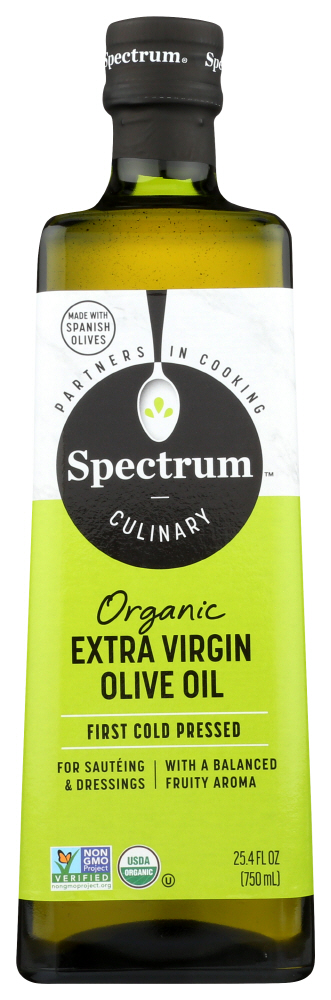 Spectrum®
Sp
MADE WITH
SPANISH
OLIVES
PARTNERS IN COOKING
Spectrum™
CULINARY
Organic
EXTRA VIRGIN
OLIVE OIL
FIRST COLD PRESSED
FOR SAUTÉING
& DRESSINGS
WITH A BALANCED
FRUITY AROMA
NON
GMO
Project
VERIFIED
nongmoproject.org
USDA
ORGANIC
U
25.4 FL OZ
(750 mL)